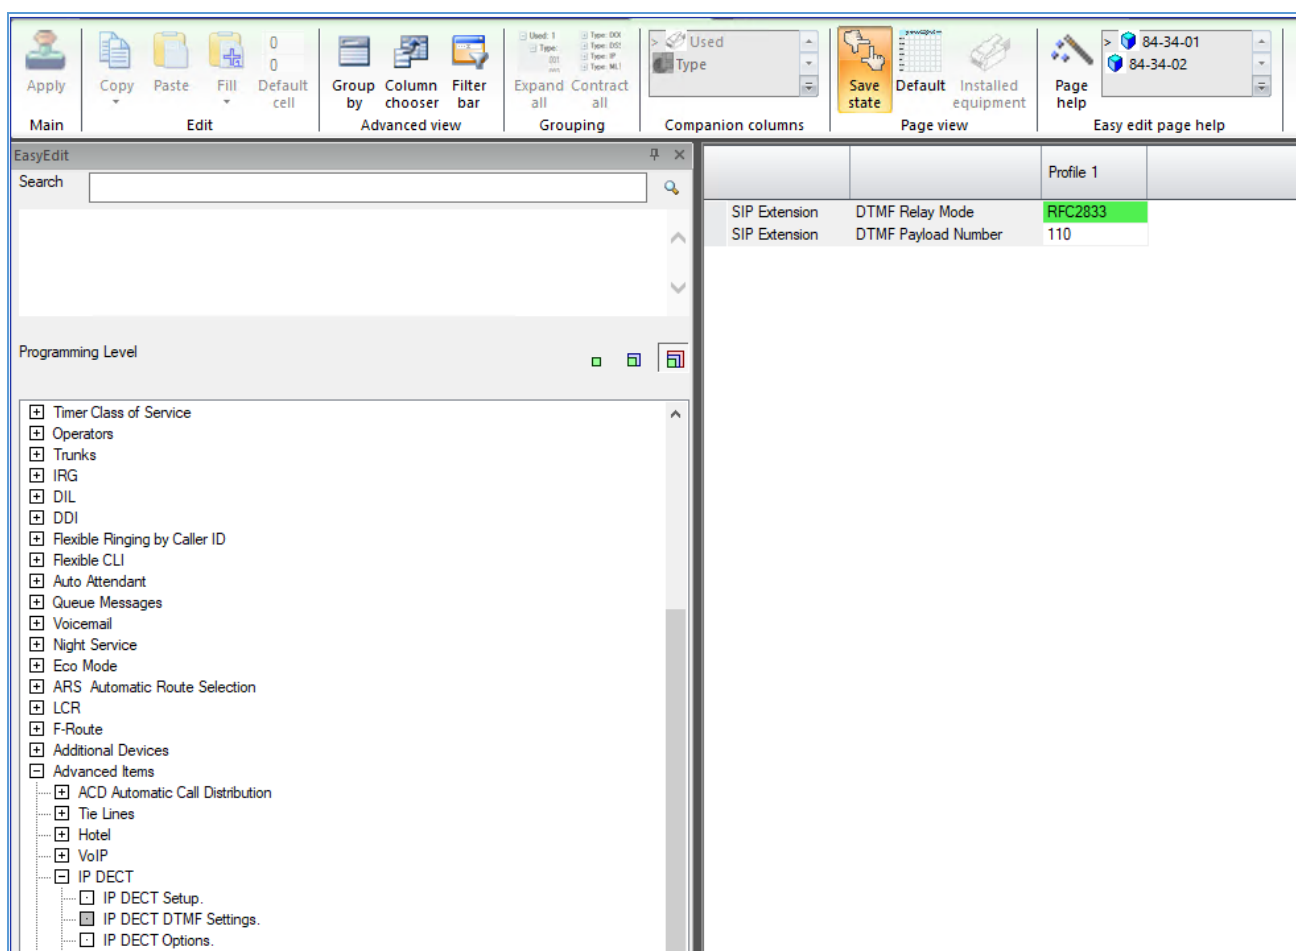 Apply
Copy
Paste
Fill
0
0
Default
cell
Main
Edit
Group
by
Column
chooser
Filter
bar
Advanced view
Used: 1
Type:
001
Type: IP
Expand
all
Contract
all
Grouping
> Used
Type
Companion columns
Save
state
Default
Installed
equipment
Page view
Page
help
> 84-34-01
84-34-02
Easy edit page help
EasyEdit
Search
Programming Level
Timer Class of Service
Operators
Trunks
IRG
DIL
DDI
Flexible Ringing by Caller ID
Flexible CLI
Auto Attendant
Queue Messages
Voicemail
Night Service
Eco Mode
ARS Automatic Route Selection
LCR
F-Route
Additional Devices
Advanced Items
ACD Automatic Call Distribution
Tie Lines
Hotel
VoIP
IP DECT
IP DECT Setup.
IP DECT DTMF Settings.
IP DECT Options.
Profile 1
SIP Extension DTMF Relay Mode RFC2833
SIP Extension DTMF Payload Number 110